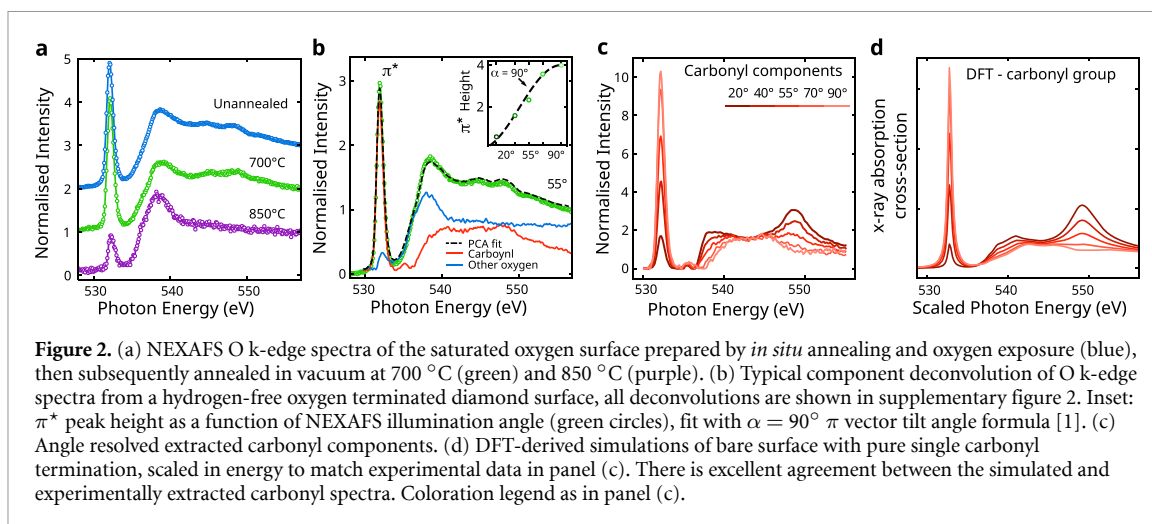 a
5
4
3
2
1
0
Normalised Intensity
Unannealed
700°C
850°C
530 540 550
Photon Energy (eV)
b
3
2
1
0
Normalised Intensity
π*
4
2
π* Height
α = 90°
20° 55° 90°
55°
PCA fit
Carboynl
Other oxygen
530 540 550
Photon Energy (eV)
c
10
8
6
4
2
0
Normalised Intensity
Carbonyl components
20° 40° 55° 70° 90°
530 540 550
Photon Energy (eV)
d
x-ray absorption
cross-section
DFT - carbonyl group
530 540 550
Scaled Photon Energy (eV)
Figure 2. (a) NEXAFS O k-edge spectra of the saturated oxygen surface prepared by in situ annealing and oxygen exposure (blue),
then subsequently annealed in vacuum at 700 °C (green) and 850 °C (purple). (b) Typical component deconvolution of O k-edge
spectra from a hydrogen-free oxygen terminated diamond surface, all deconvolutions are shown in supplementary figure 2. Inset:
π⋆ peak height as a function of NEXAFS illumination angle (green circles), fit with α = 90° π vector tilt angle formula [1]. (c)
Angle resolved extracted carbonyl components. (d) DFT-derived simulations of bare surface with pure single carbonyl
termination, scaled in energy to match experimental data in panel (c). There is excellent agreement between the simulated and
experimentally extracted carbonyl spectra. Coloration legend as in panel (c).